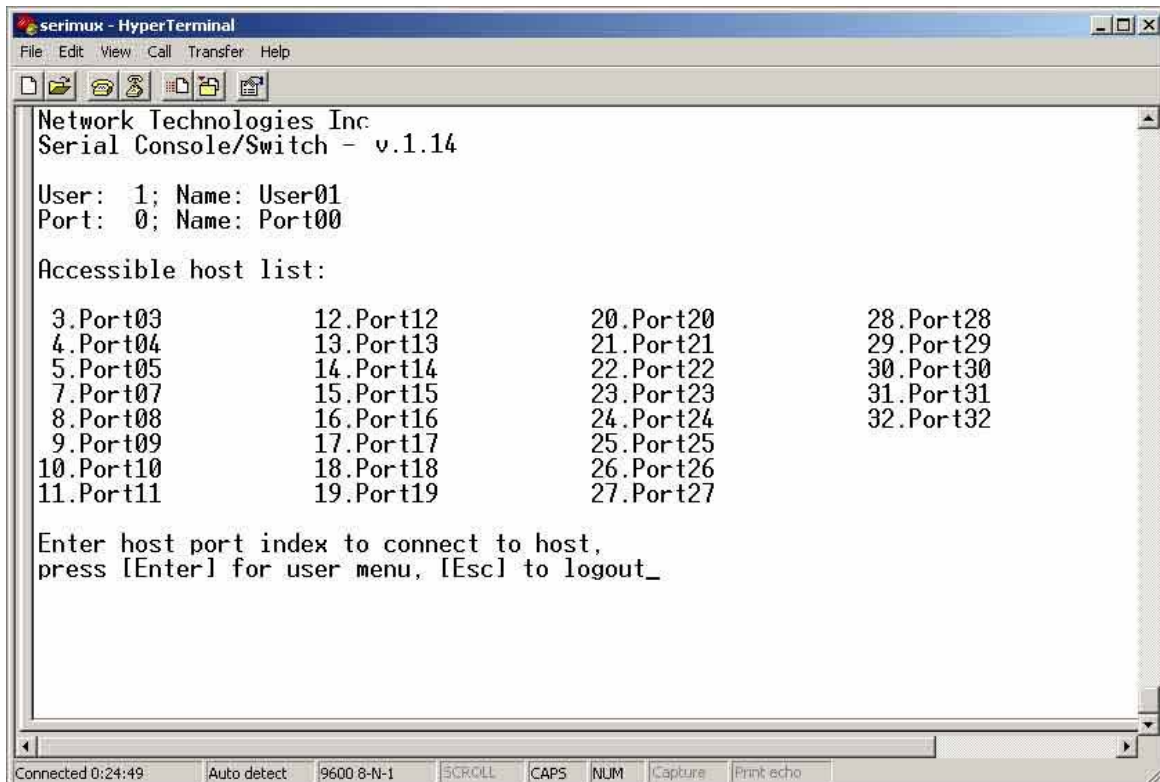 serimux - HyperTerminal
File Edit View Call Transfer Help
Network Technologies Inc
Serial Console/Switch - v.1.14
User: 1; Name: User01
Port: 0; Name: Port00
Accessible host list:
3.Port03 12.Port12 20.Port20 28.Port28
4.Port04 13.Port13 21.Port21 29.Port29
5.Port05 14.Port14 22.Port22 30.Port30
7.Port07 15.Port15 23.Port23 31.Port31
8.Port08 16.Port16 24.Port24 32.Port32
9.Port09 17.Port17 25.Port25
10.Port10 18.Port18 26.Port26
11.Port11 19.Port19 27.Port27
Enter host port index to connect to host,
press [Enter] for user menu, [Esc] to logout_
Connected 0:24:49 Auto detect 9600 8-N-1 SCROLL CAPS NUM Capture Print echo